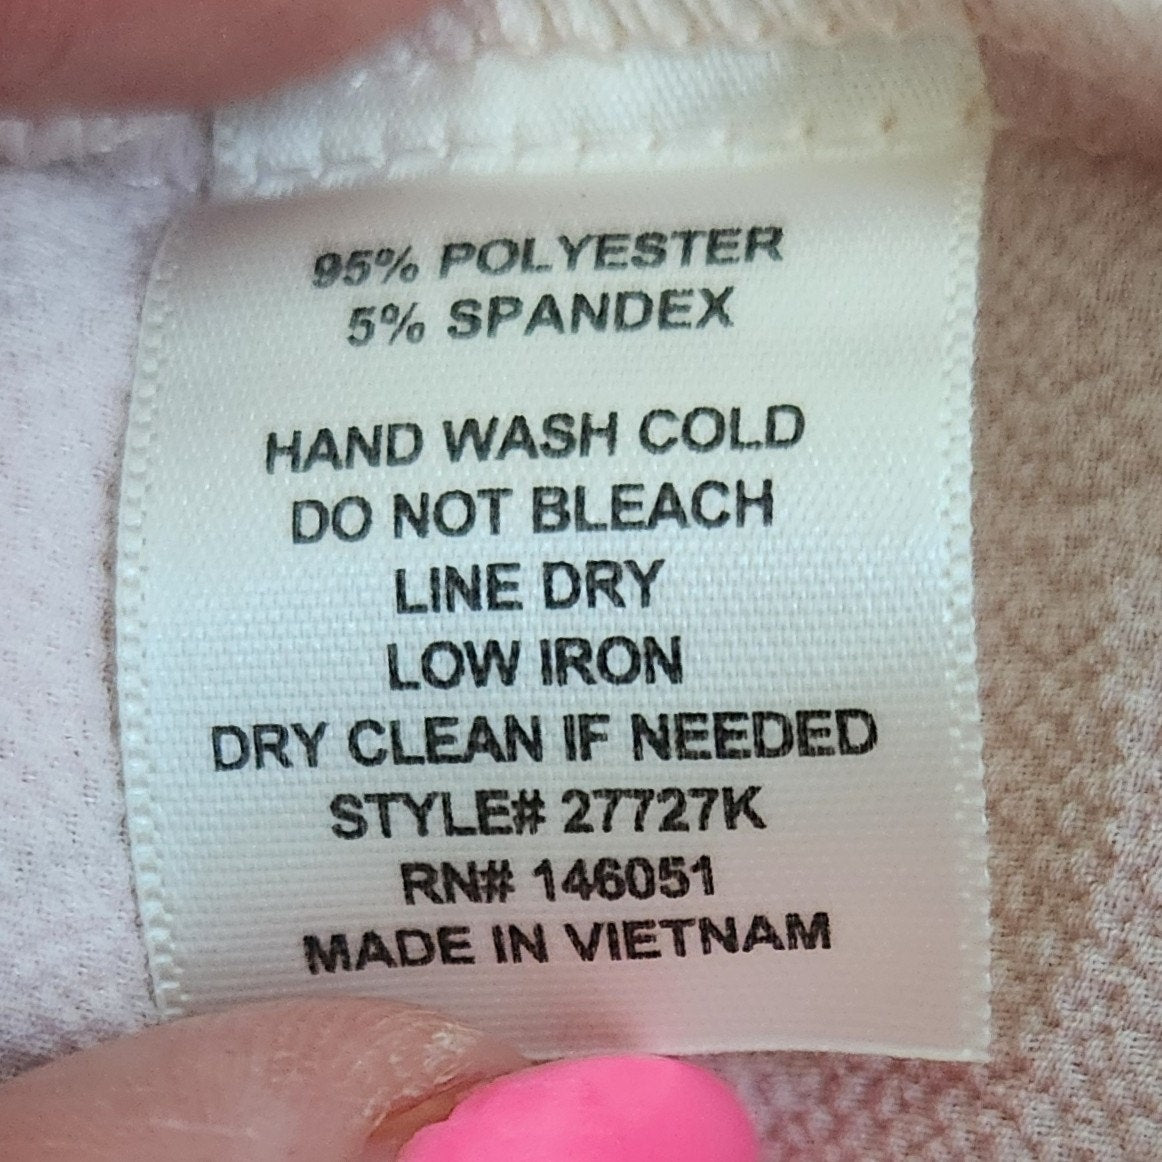 95% POLYESTER
5% SPANDEX
HAND WASH COLD
DO NOT BLEACH
LINE DRY
LOW IRON
DRY CLEAN IF NEEDED
STYLE# 27727K
RN# 146051
MADE IN VIETNAM